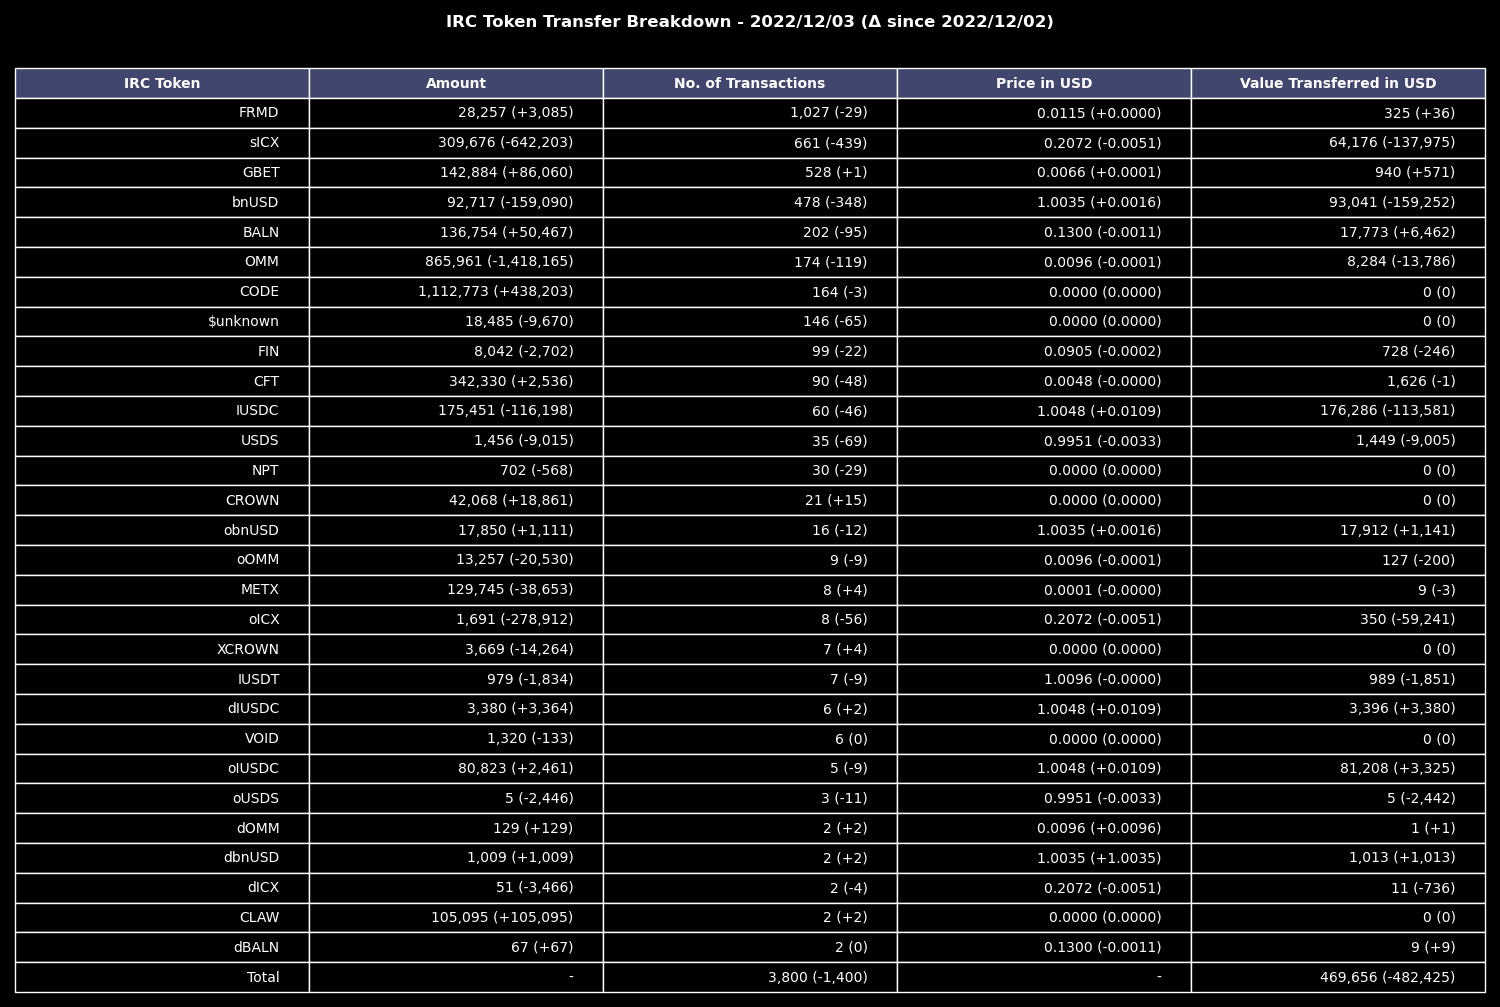 IRC Token Transfer Breakdown - 2022/12/03 (Δ since 2022/12/02)
IRC Token Amount No. of Transactions Price in USD Value Transferred in USD
FRMD 28,257 (+3,085) 1,027 (-29) 0.0115 (+0.0000) 325 (+36)
sICX 309,676 (-642,203) 661 (-439) 0.2072 (-0.0051) 64,176 (-137,975)
GBET 142,884 (+86,060) 528 (+1) 0.0066 (+0.0001) 940 (+571)
bnUSD 92,717 (-159,090) 478 (-348) 1.0035 (+0.0016) 93,041 (-159,252)
BALN 136,754 (+50,467) 202 (-95) 0.1300 (-0.0011) 17,773 (+6,462)
OMM 865,961 (-1,418,165) 174 (-119) 0.0096 (-0.0001) 8,284 (-13,786)
CODE 1,112,773 (+438,203) 164 (-3) 0.0000 (0.0000) 0 (0)
$unknown 18,485 (-9,670) 146 (-65) 0.0000 (0.0000) 0 (0)
FIN 8,042 (-2,702) 99 (-22) 0.0905 (-0.0002) 728 (-246)
CFT 342,330 (+2,536) 90 (-48) 0.0048 (-0.0000) 1,626 (-1)
IUSDC 175,451 (-116,198) 60 (-46) 1.0048 (+0.0109) 176,286 (-113,581)
USDS 1,456 (-9,015) 35 (-69) 0.9951 (-0.0033) 1,449 (-9,005)
NPT 702 (-568) 30 (-29) 0.0000 (0.0000) 0 (0)
CROWN 42,068 (+18,861) 21 (+15) 0.0000 (0.0000) 0 (0)
obnUSD 17,850 (+1,111) 16 (-12) 1.0035 (+0.0016) 17,912 (+1,141)
oOMM 13,257 (-20,530) 9 (-9) 0.0096 (-0.0001) 127 (-200)
METX 129,745 (-38,653) 8 (+4) 0.0001 (-0.0000) 9 (-3)
oICX 1,691 (-278,912) 8 (-56) 0.2072 (-0.0051) 350 (-59,241)
XCROWN 3,669 (-14,264) 7 (+4) 0.0000 (0.0000) 0 (0)
IUSDT 979 (-1,834) 7 (-9) 1.0096 (-0.0000) 989 (-1,851)
dIUSDC 3,380 (+3,364) 6 (+2) 1.0048 (+0.0109) 3,396 (+3,380)
VOID 1,320 (-133) 6 (0) 0.0000 (0.0000) 0 (0)
oIUSDC 80,823 (+2,461) 5 (-9) 1.0048 (+0.0109) 81,208 (+3,325)
oUSDS 5 (-2,446) 3 (-11) 0.9951 (-0.0033) 5 (-2,442)
dOMM 129 (+129) 2 (+2) 0.0096 (+0.0096) 1 (+1)
dbnUSD 1,009 (+1,009) 2 (+2) 1.0035 (+1.0035) 1,013 (+1,013)
dICX 51 (-3,466) 2 (-4) 0.2072 (-0.0051) 11 (-736)
CLAW 105,095 (+105,095) 2 (+2) 0.0000 (0.0000) 0 (0)
dBALN 67 (+67) 2 (0) 0.1300 (-0.0011) 9 (+9)
Total - 3,800 (-1,400) - 469,656 (-482,425)